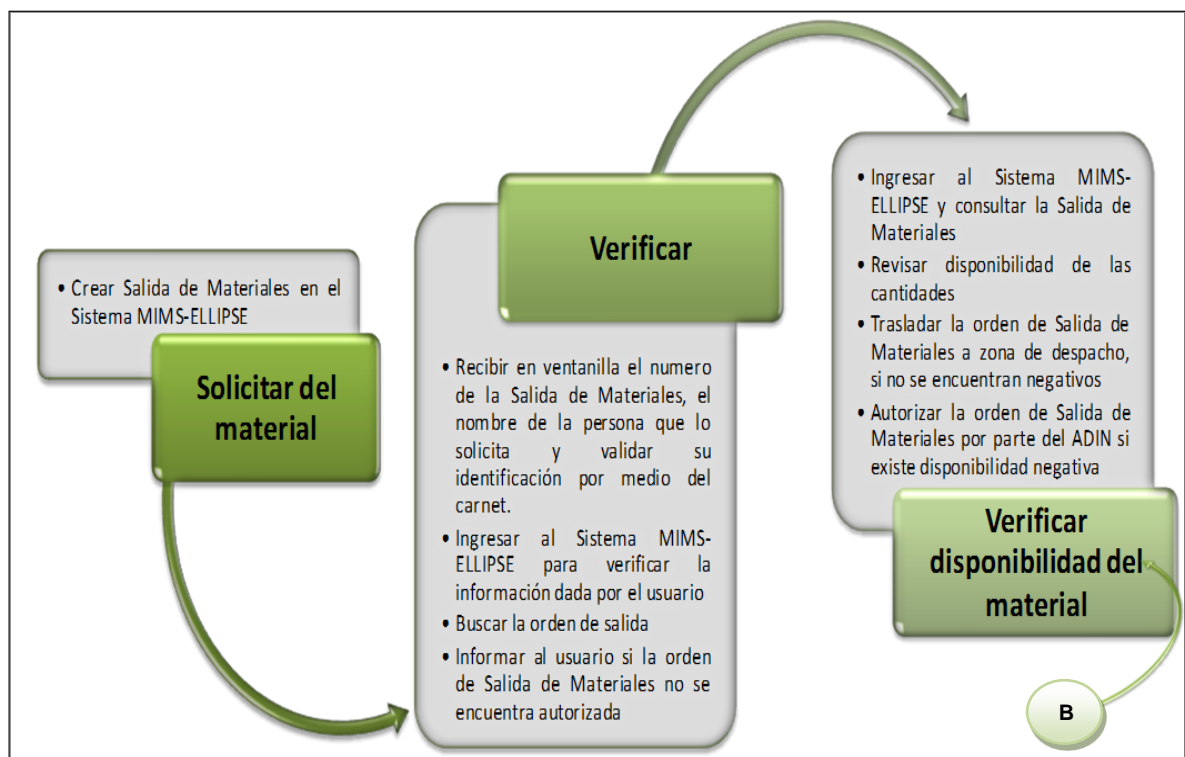 • Crear Salida de Materiales en el
Sistema MIMS-ELLIPSE
Solicitar del
material
Verificar
• Recibir en ventanilla el numero
de la Salida de Materiales, el
nombre de la persona que lo
solicita y validar su
identificación por medio del
carnet.
• Ingresar al Sistema MIMS-
ELLIPSE para verificar la
información dada por el usuario
• Buscar la orden de salida
• Informar al usuario si la orden
de Salida de Materiales no se
encuentra autorizada
• Ingresar al Sistema MIMS-
ELLIPSE y consultar la Salida de
Materiales
• Revisar disponibilidad de las
cantidades
• Trasladar la orden de Salida de
Materiales a zona de despacho,
si no se encuentran negativos
• Autorizar la orden de Salida de
Materiales por parte del ADIN si
existe disponibilidad negativa
Verificar
disponibilidad del
material
B